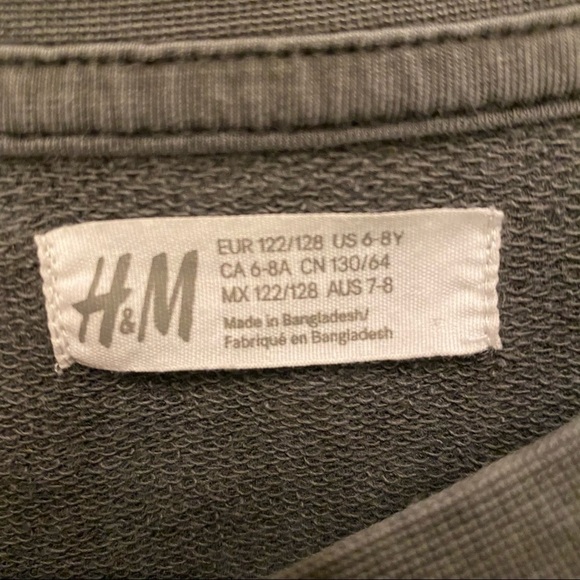 H&M
EUR 122/128 US 6-8Y
CA 6-8A CN 130/64
MX 122/128 AUS 7-8
Made in Bangladesh/
Fabriqué en Bangladesh